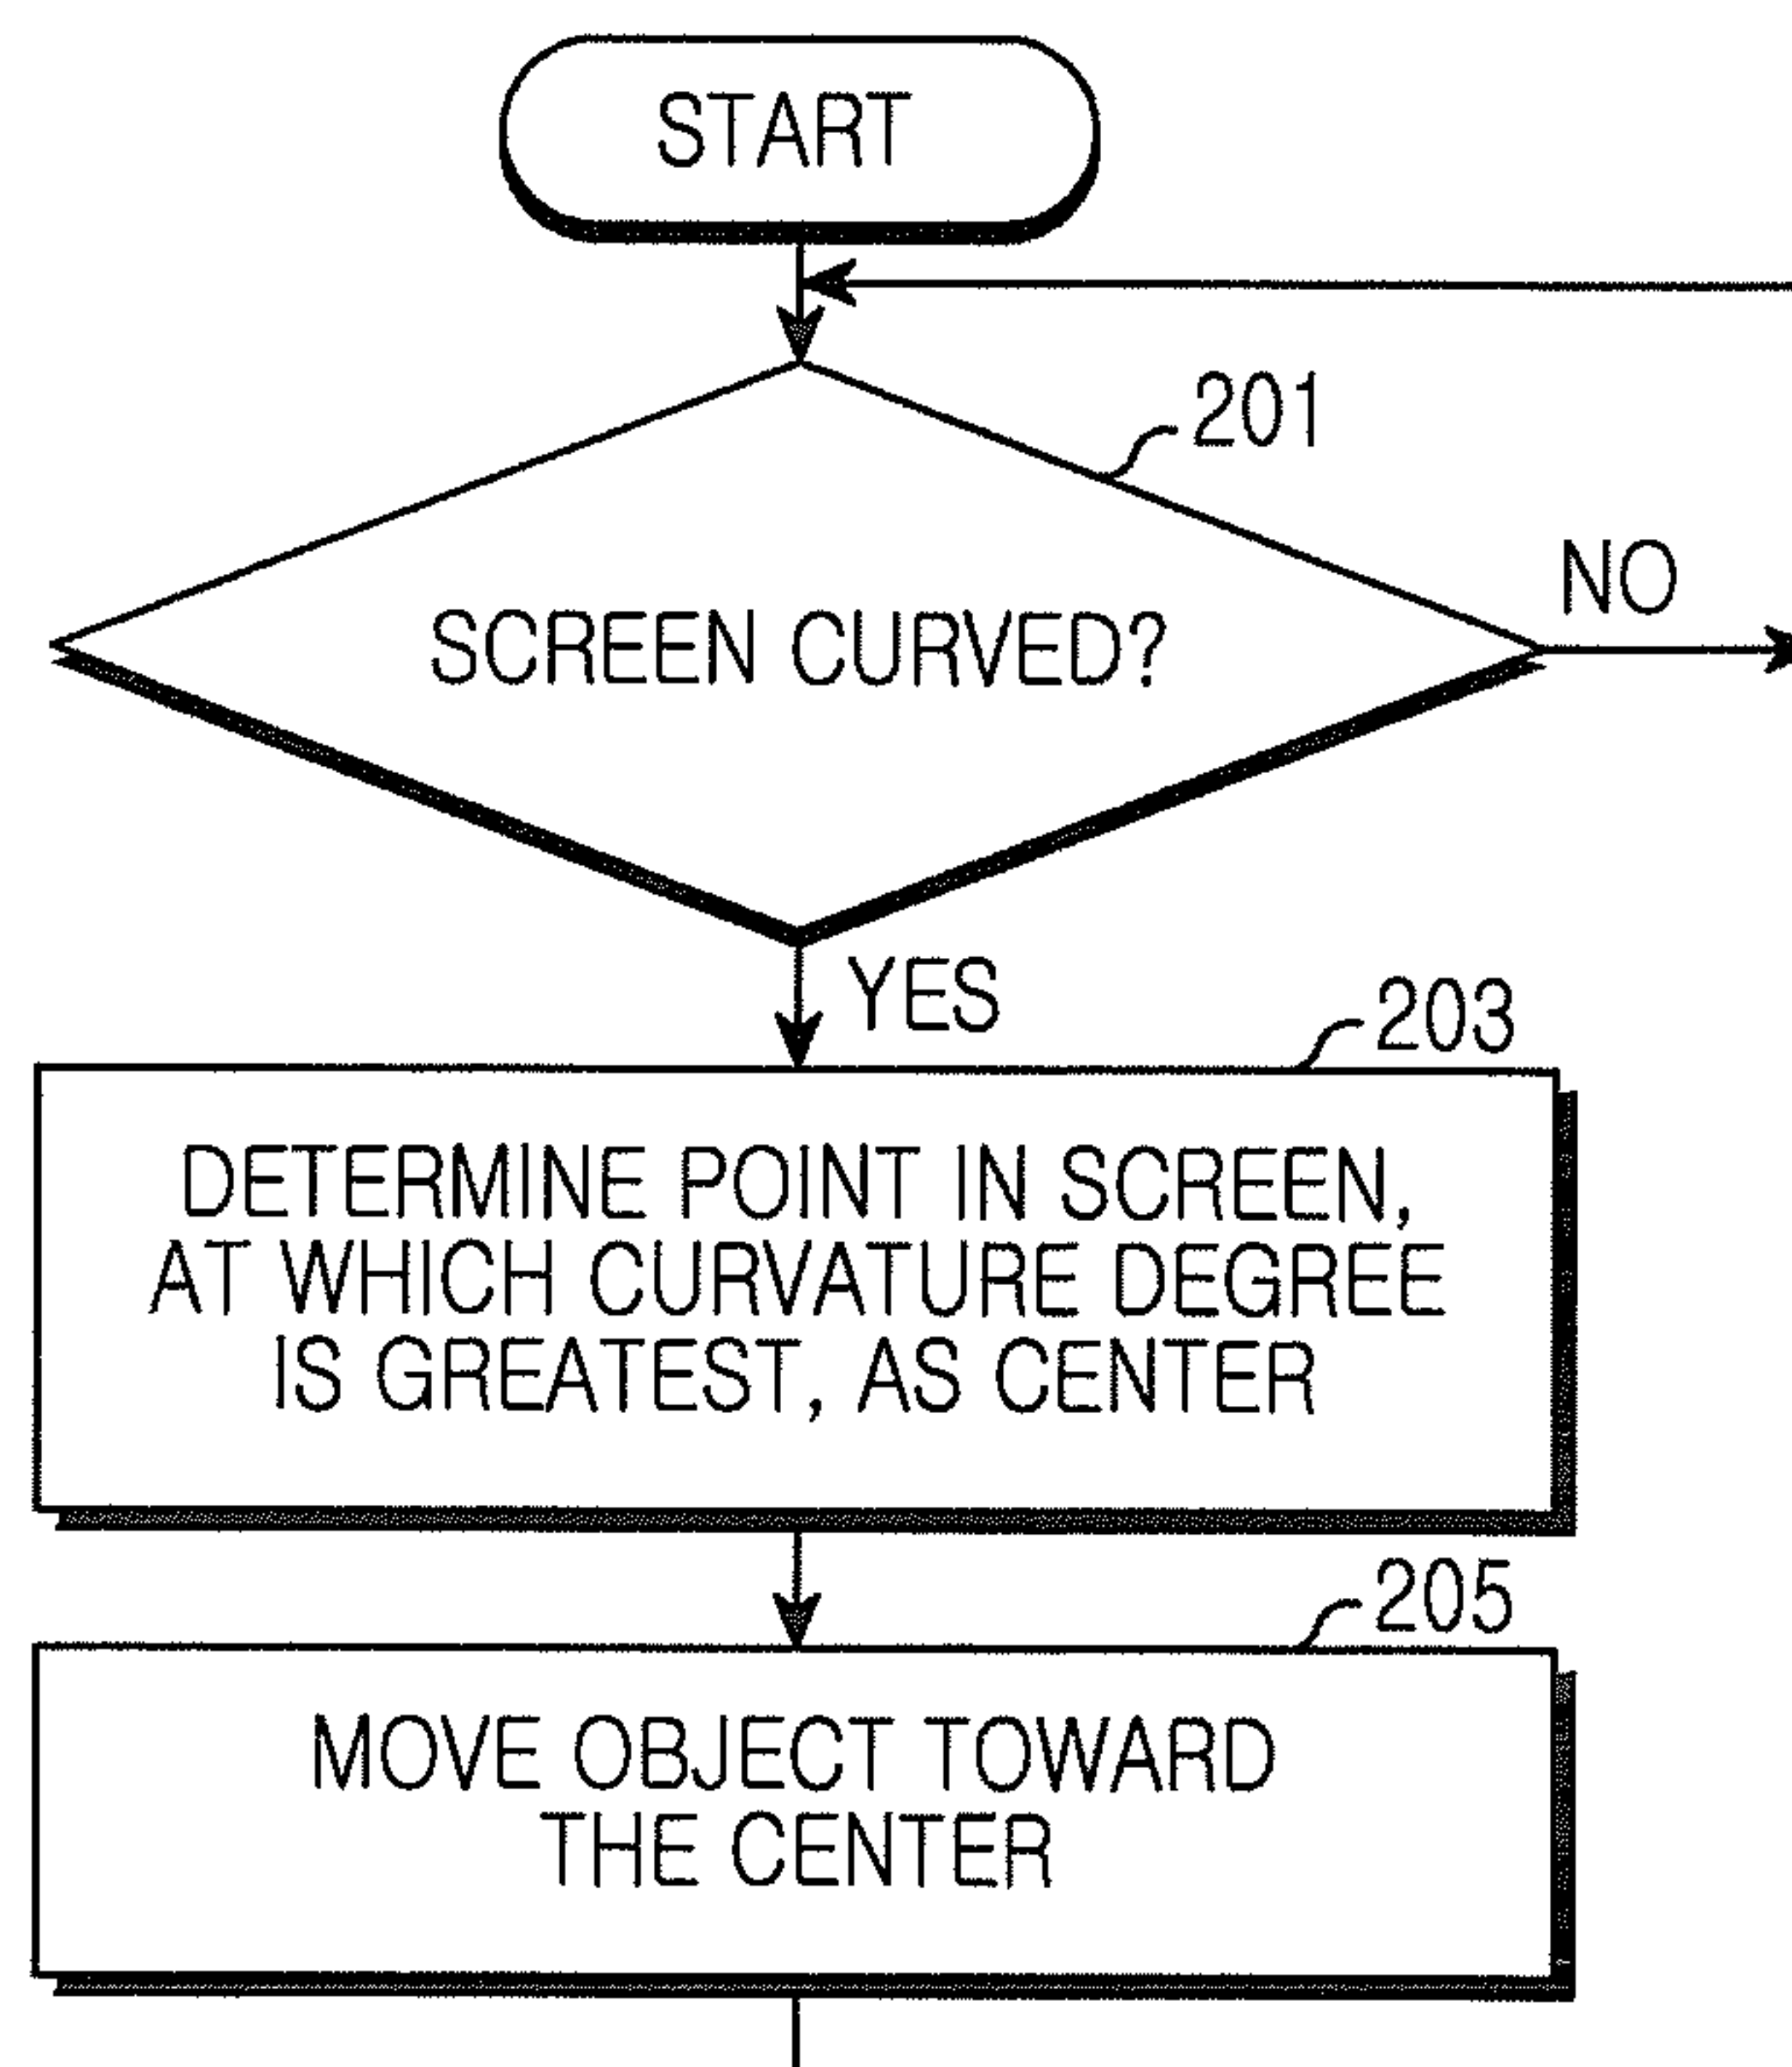 START
201
SCREEN CURVED?
NO
YES
203
DETERMINE POINT IN SCREEN,
AT WHICH CURVATURE DEGREE
IS GREATEST, AS CENTER
205
MOVE OBJECT TOWARD
THE CENTER